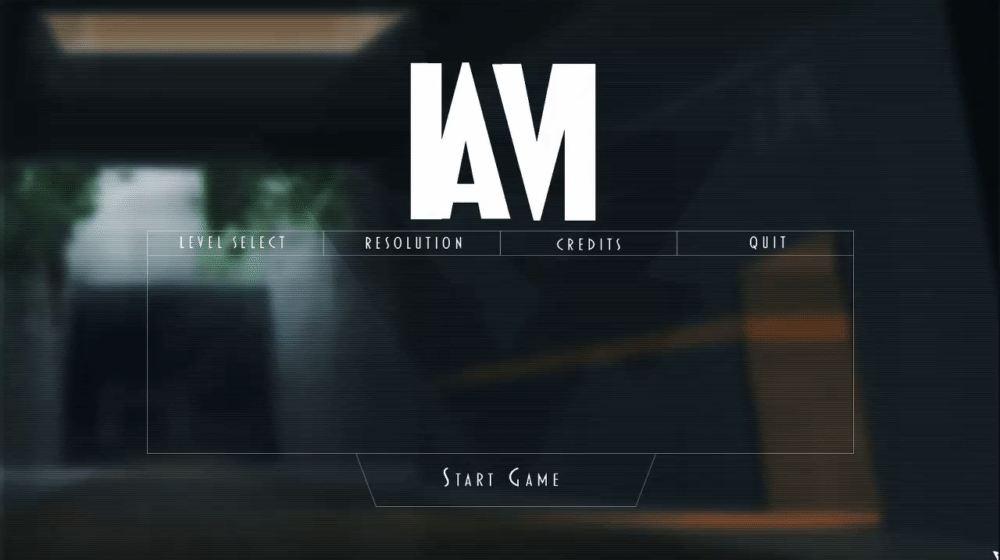 IAM
LEVEL SELECT
RESOLUTION
CREDITS
QUIT
START GAME